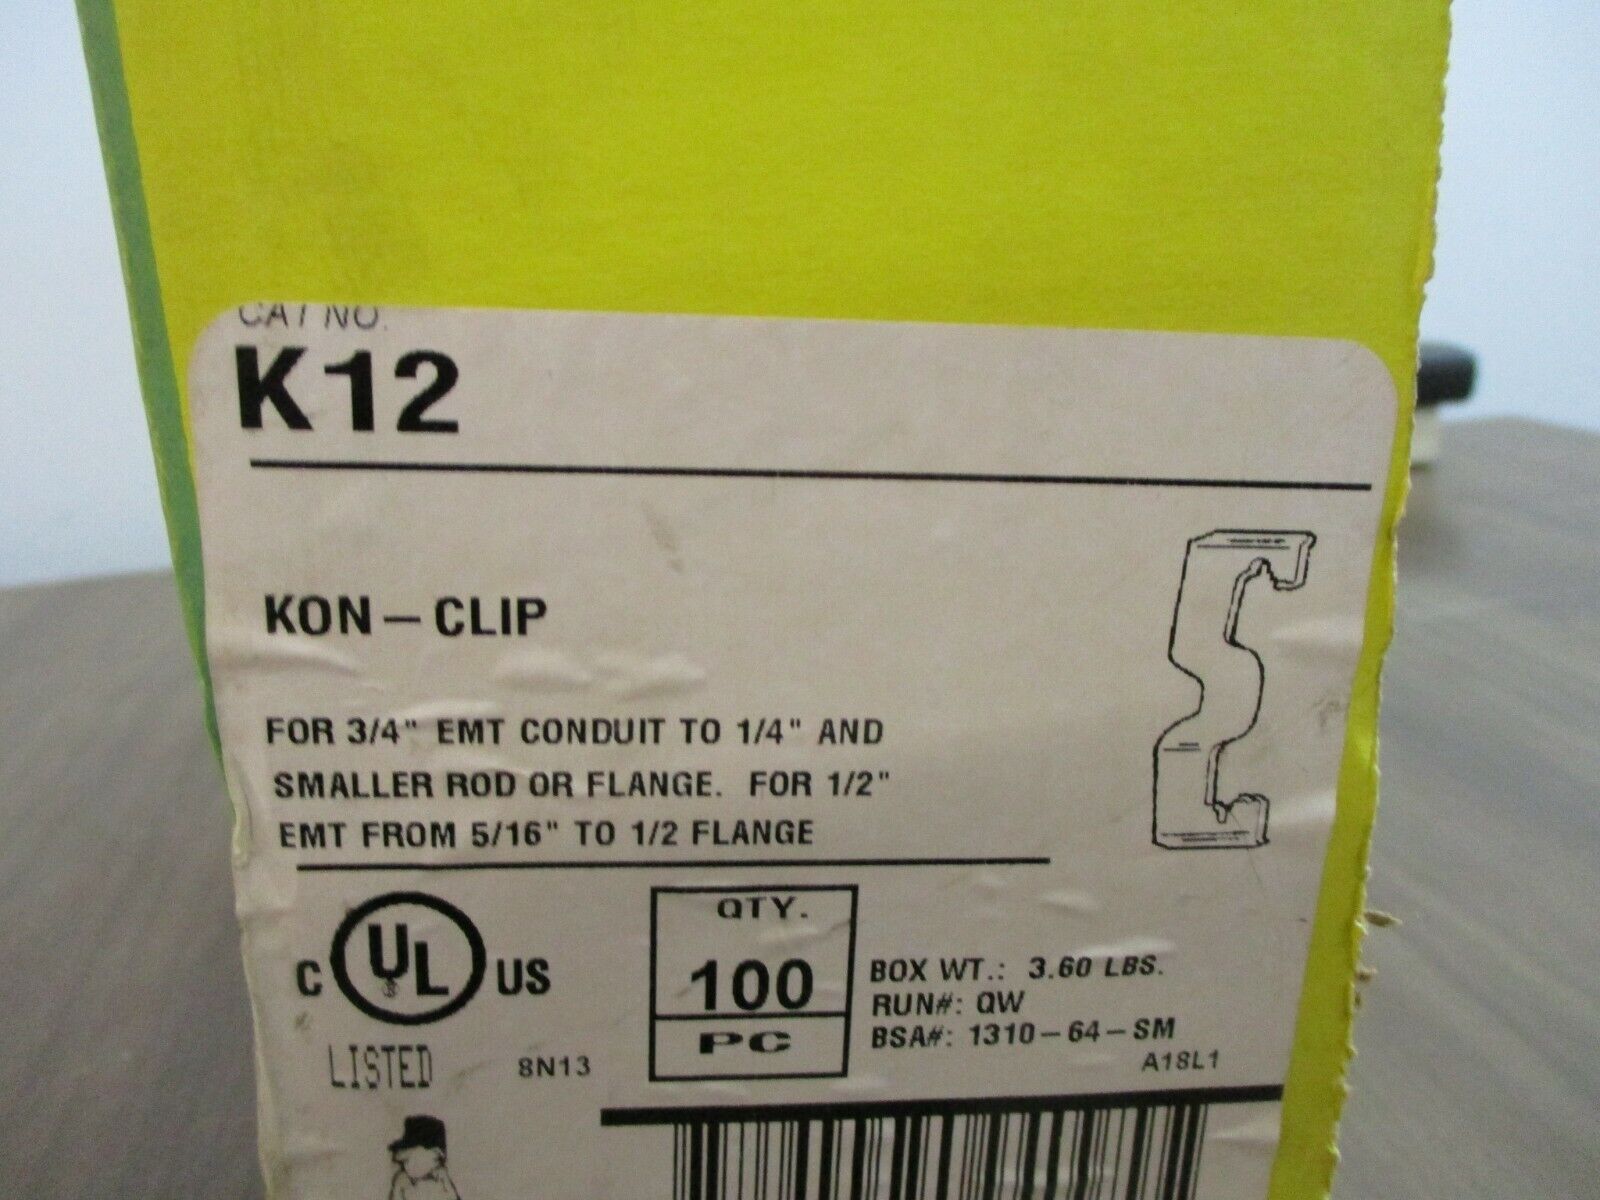 CAT NO.
K12
KON-CLIP
FOR 3/4" EMT CONDUIT TO 1/4" AND
SMALLER ROD OR FLANGE. FOR 1/2"
EMT FROM 5/16" TO 1/2 FLANGE
C UL US
®
LISTED
8N13
QTY.
100
PC
BOX WT.: 3.60 LBS.
RUN#: QW
BSA#: 1310-64-SM
A18L1